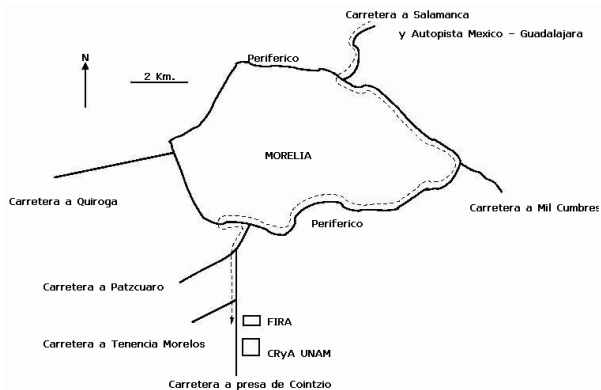 Carretera a Salamanca
y Autopista Mexico - Guadalajara
N
Periferico
2 Km.
MORELIA
Carretera a Quiroga
Periferico
Carretera a Mil Cumbres
Carretera a Patzcuaro
FIRA
Carretera a Tenencia Morelos
CRyA UNAM
Carretera a presa de Cointzio